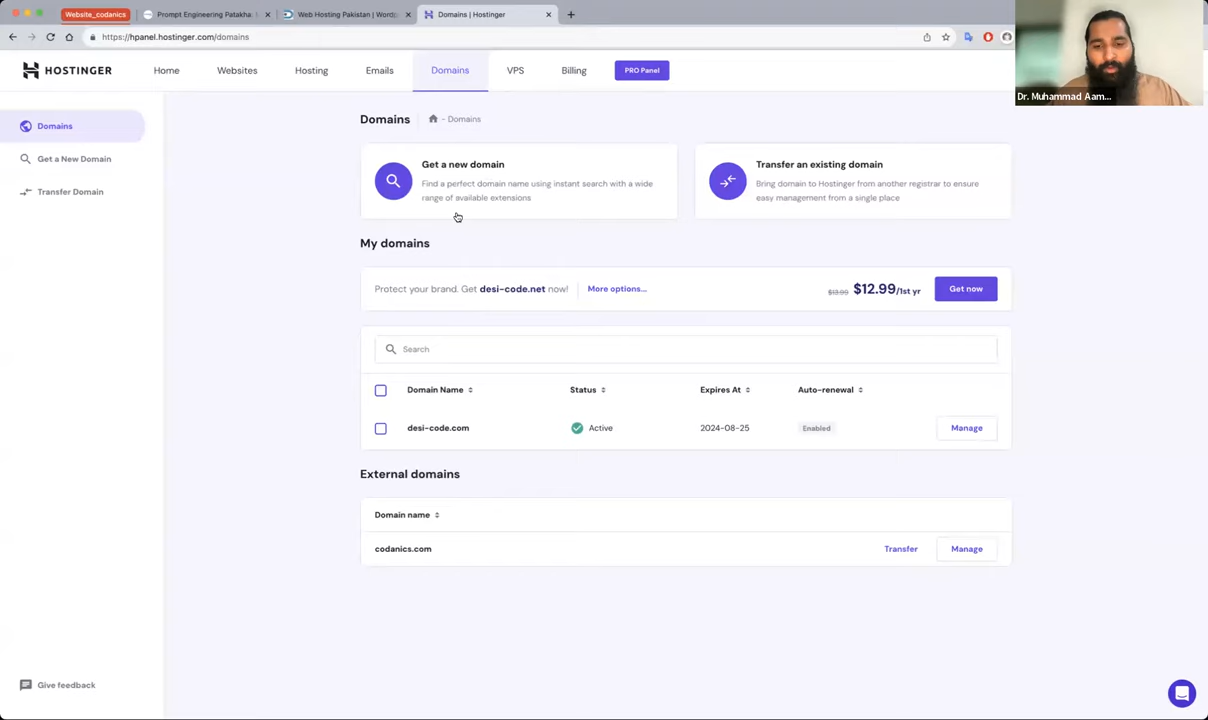 Website_codanics
Prompt Engineering Patakha:
Web Hosting Pakistan | Word
Domains | Hostinger
https://hpanel.hostinger.com/domains
Dr. Muhammad Aam...
HOSTINGER
Home
Websites
Hosting
Emails
Domains
VPS
Billing
PRO Panel
Domains
Get a New Domain
Transfer Domain
Domains
- Domains
Get a new domain
Find a perfect domain name using instant search with a wide
range of available extensions
Transfer an existing domain
Bring domain to Hostinger from another registrar to ensure
easy management from a single place
My domains
Protect your brand. Get desi-code.net now!
More options...
$13.99 $12.99/1st yr
Get now
Search
Domain Name
Status
Expires At
Auto-renewal
desi-code.com
Active
2024-08-25
Enabled
Manage
External domains
Domain name
codanics.com
Transfer
Manage
Give feedback